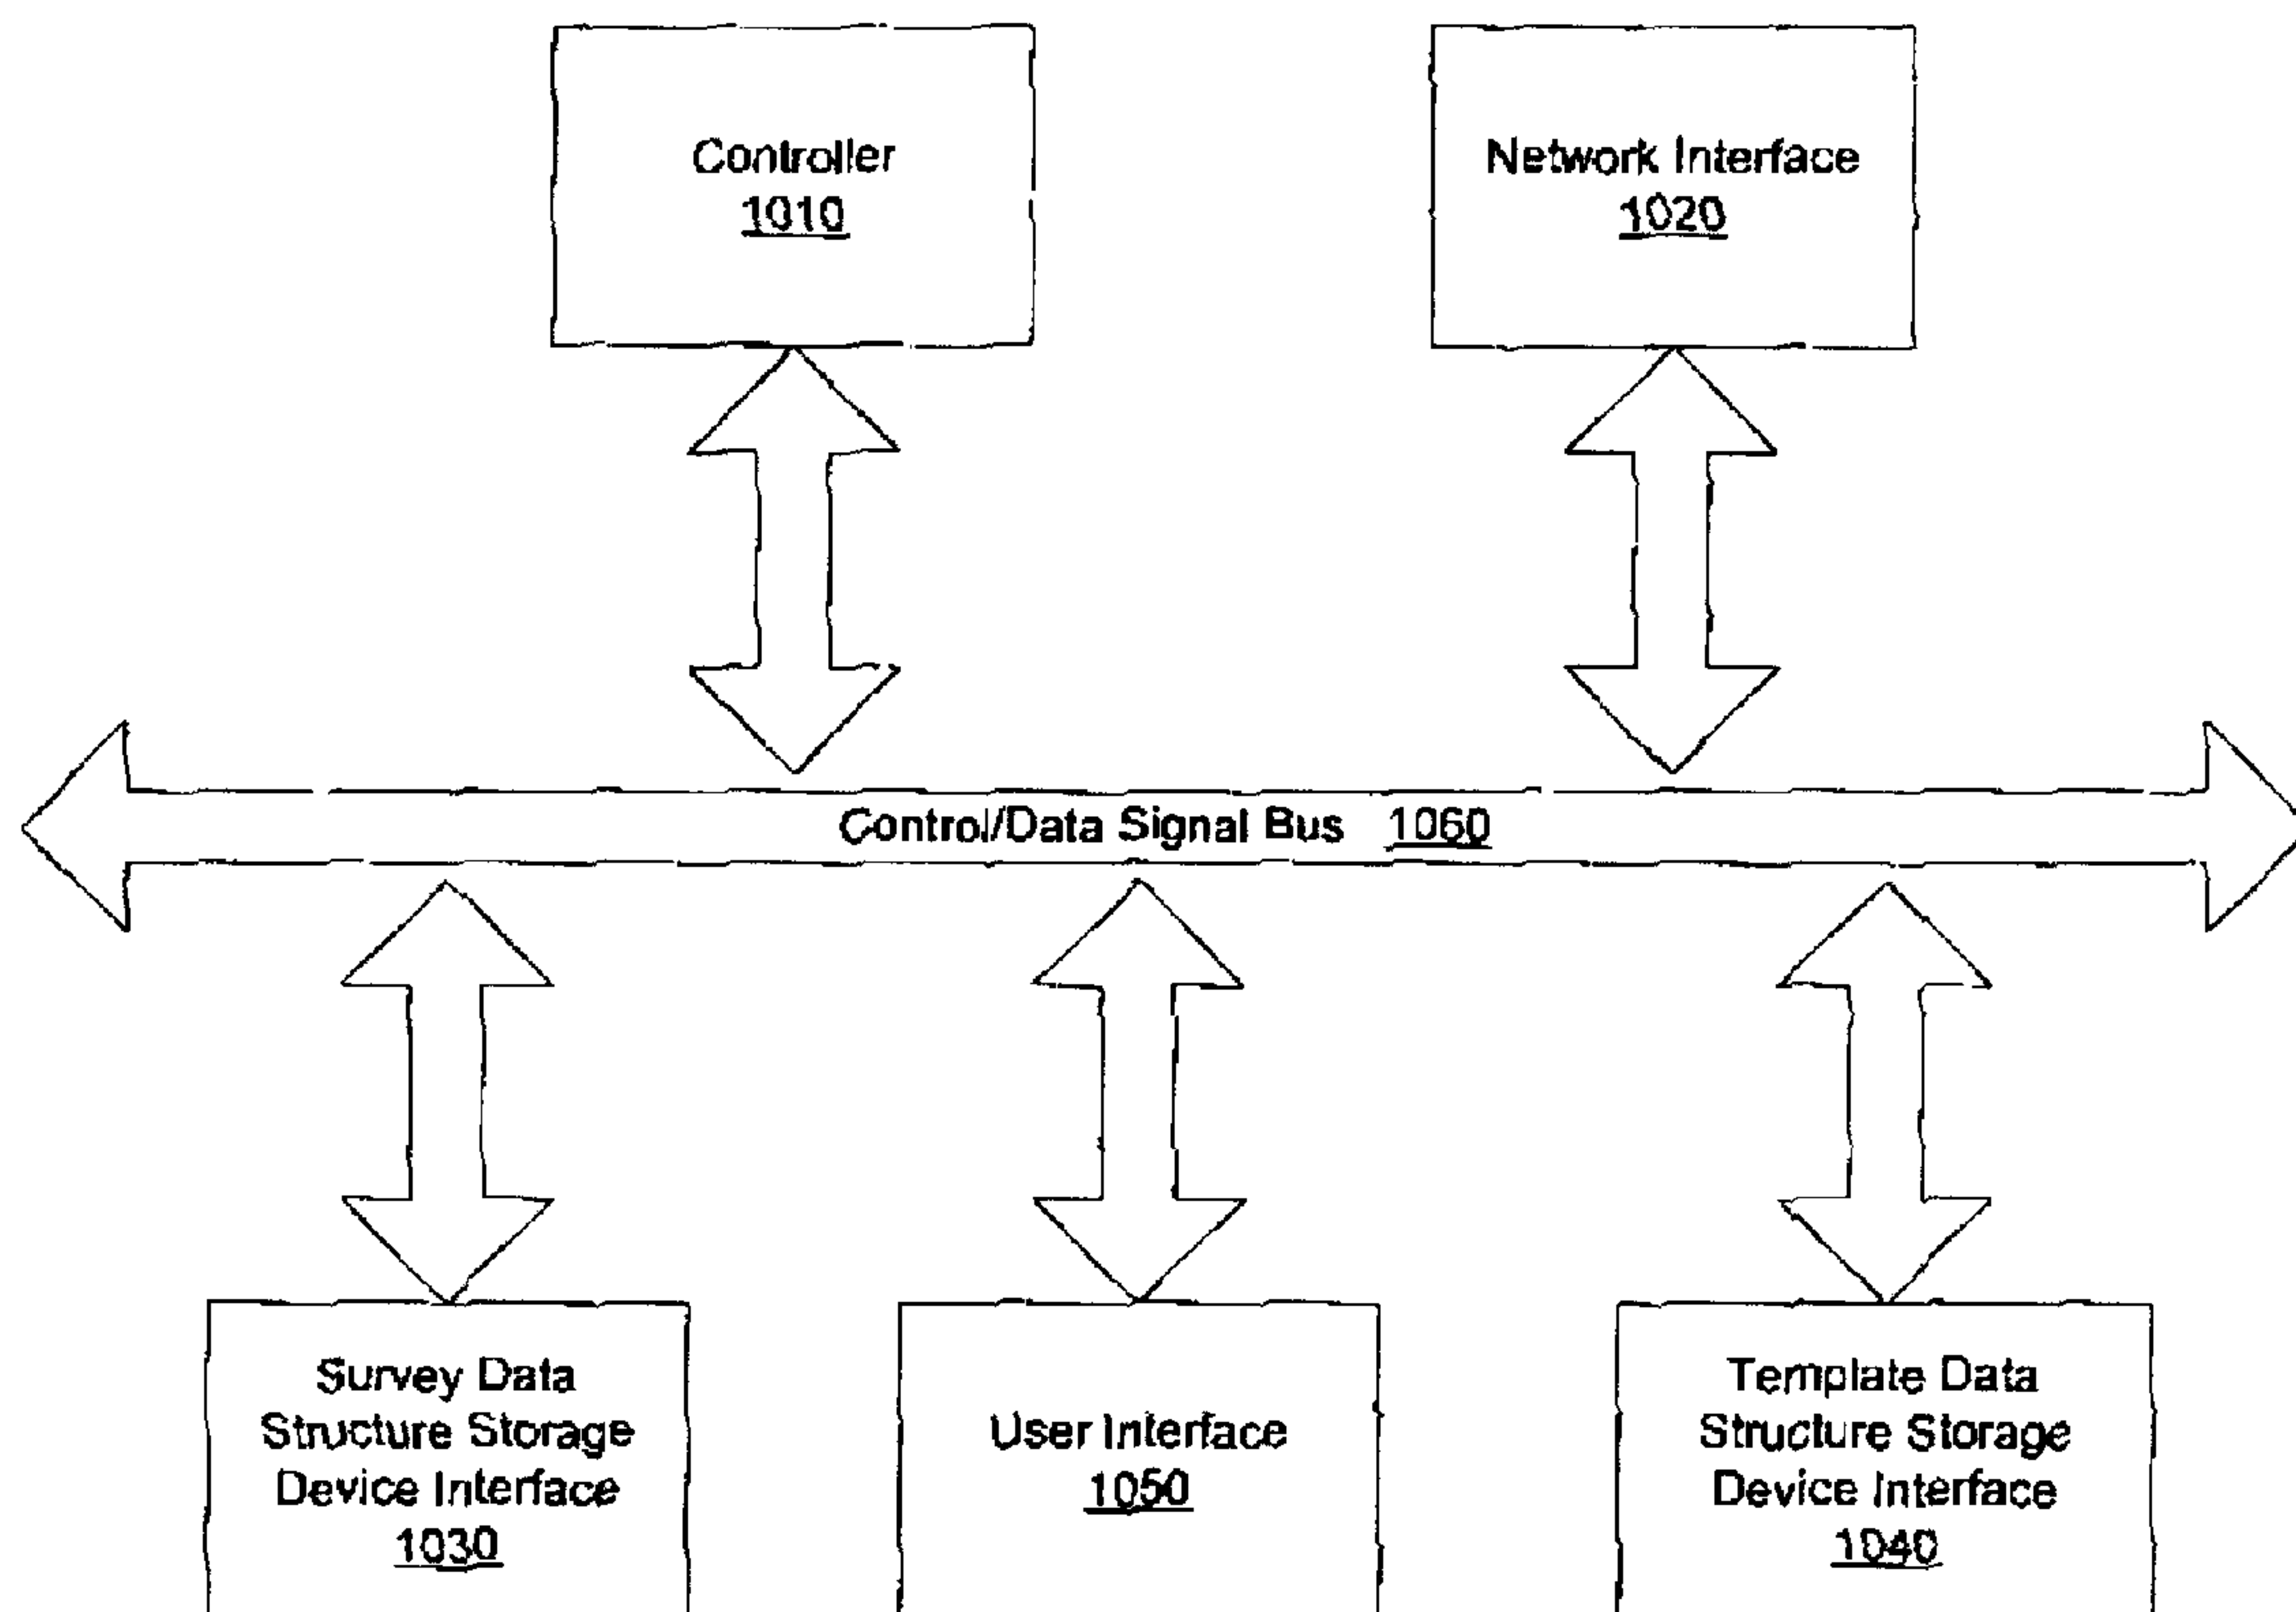 Controller
1010
Network Interface
1020
Control/Data Signal Bus 1060
Survey Data
Structure Storage
Device Interface
1030
User Interface
1050
Template Data
Structure Storage
Device Interface
1040